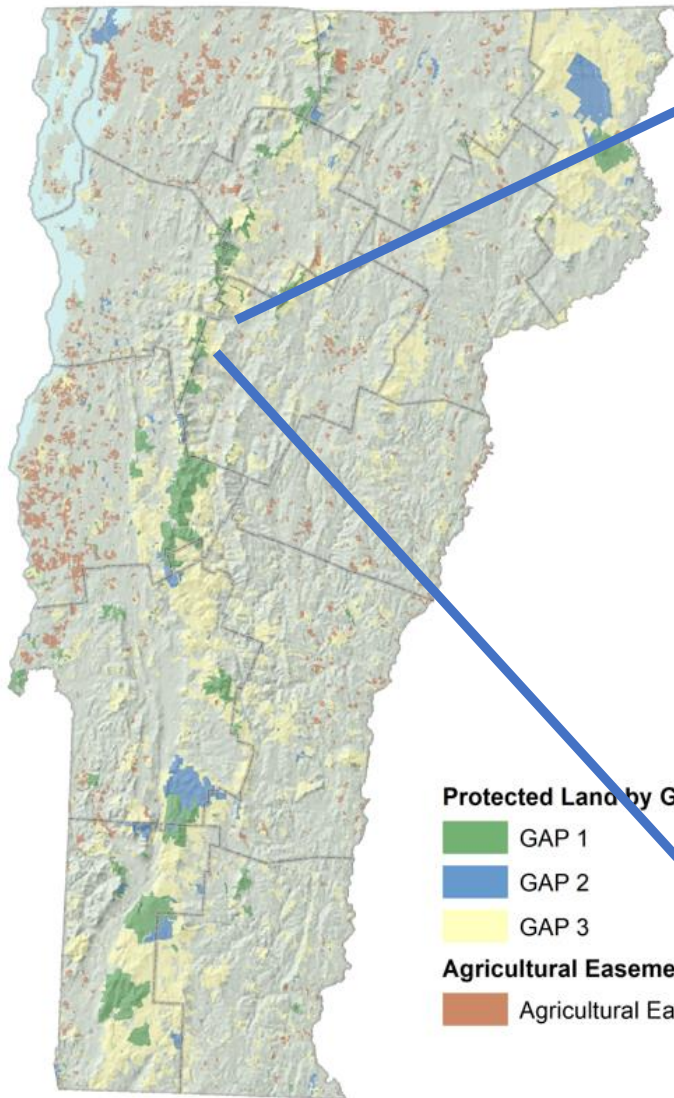 Protected Land by G
GAP 1
GAP 2
GAP 3
Agricultural Easeme
Agricultural Ea